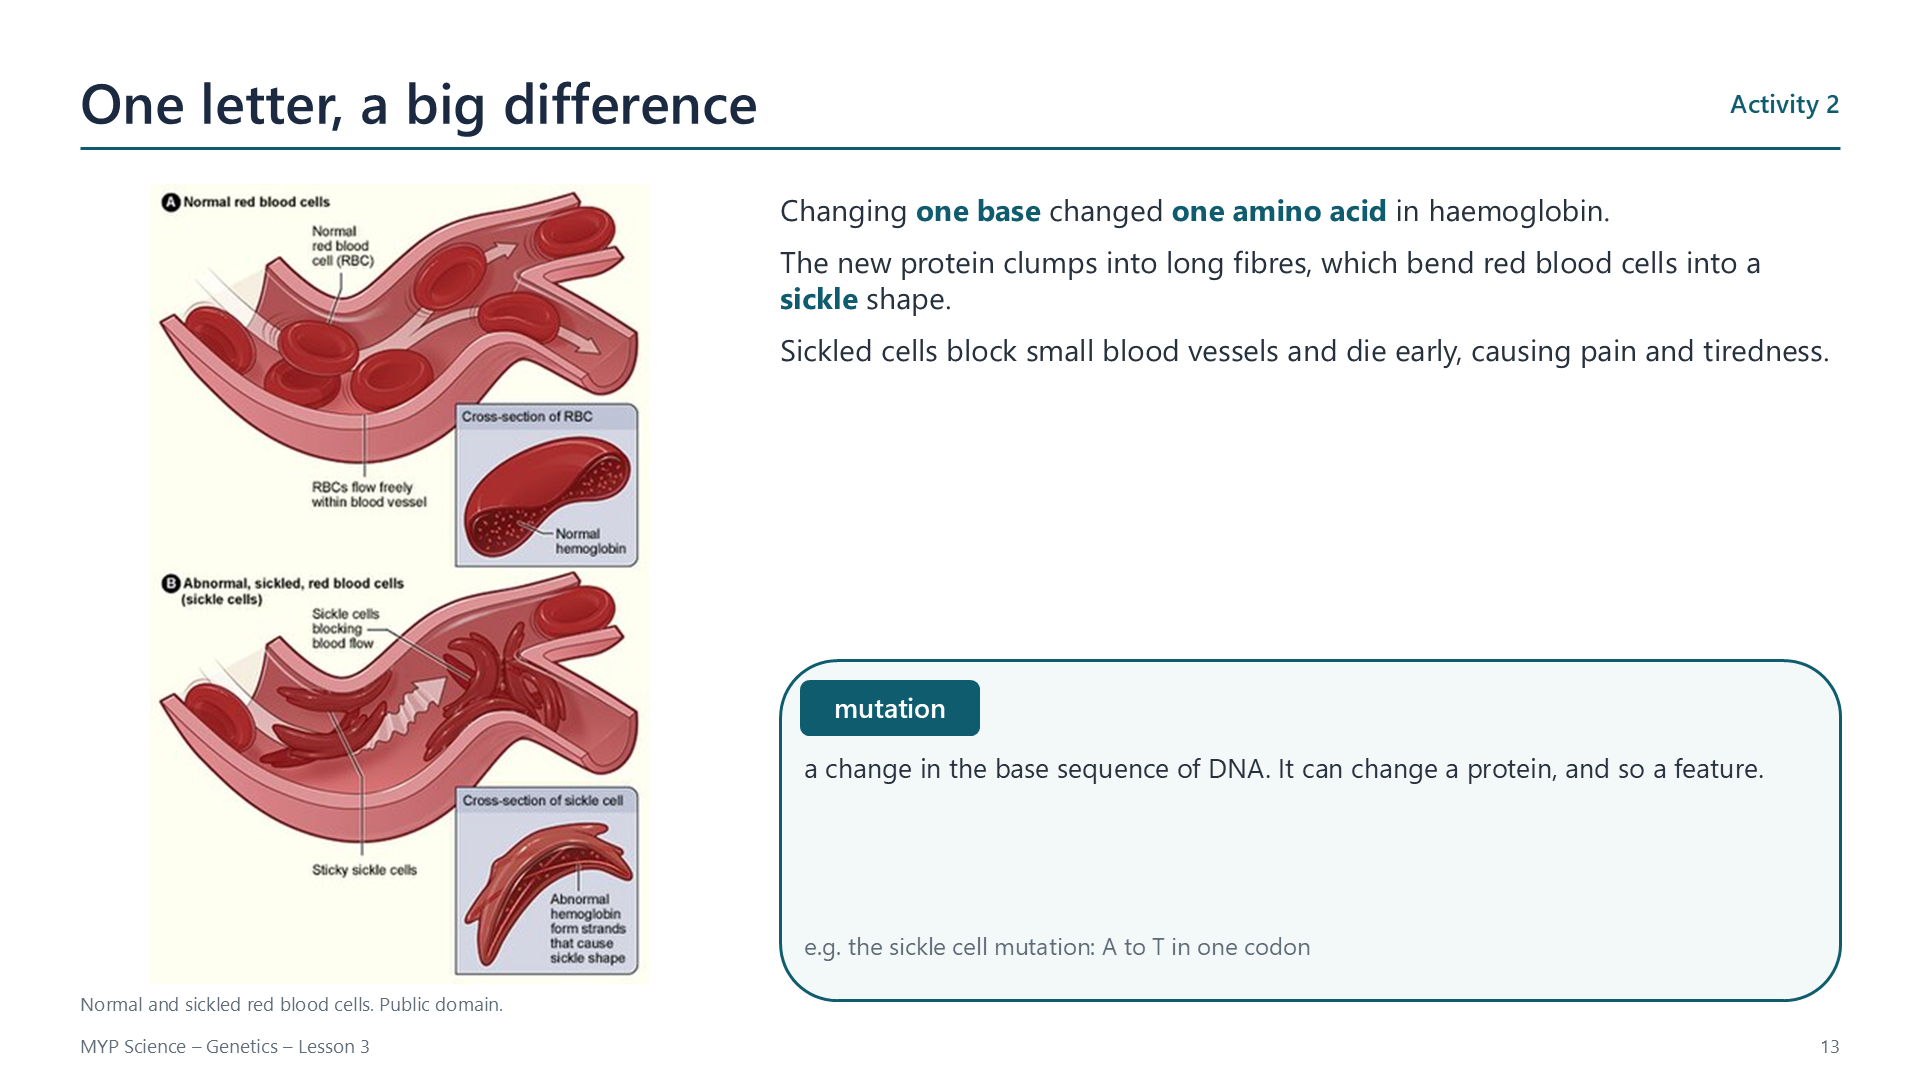 One letter, a big difference
Activity 2
A Normal red blood cells
Normal
red blood
cell (RBC)
Cross-section of RBC
RBCs flow freely
within blood vessel
Normal
hemoglobin
B Abnormal, sickled, red blood cells
(sickle cells)
Sickle cells
blocking
blood flow
Cross-section of sickle cell
Sticky sickle cells
Abnormal
hemoglobin
form strands
that cause
sickle shape
Normal and sickled red blood cells. Public domain.
Changing one base changed one amino acid in haemoglobin.
The new protein clumps into long fibres, which bend red blood cells into a
sickle shape.
Sickled cells block small blood vessels and die early, causing pain and tiredness.
mutation
a change in the base sequence of DNA. It can change a protein, and so a feature.
e.g. the sickle cell mutation: A to T in one codon
MYP Science – Genetics – Lesson 3
13